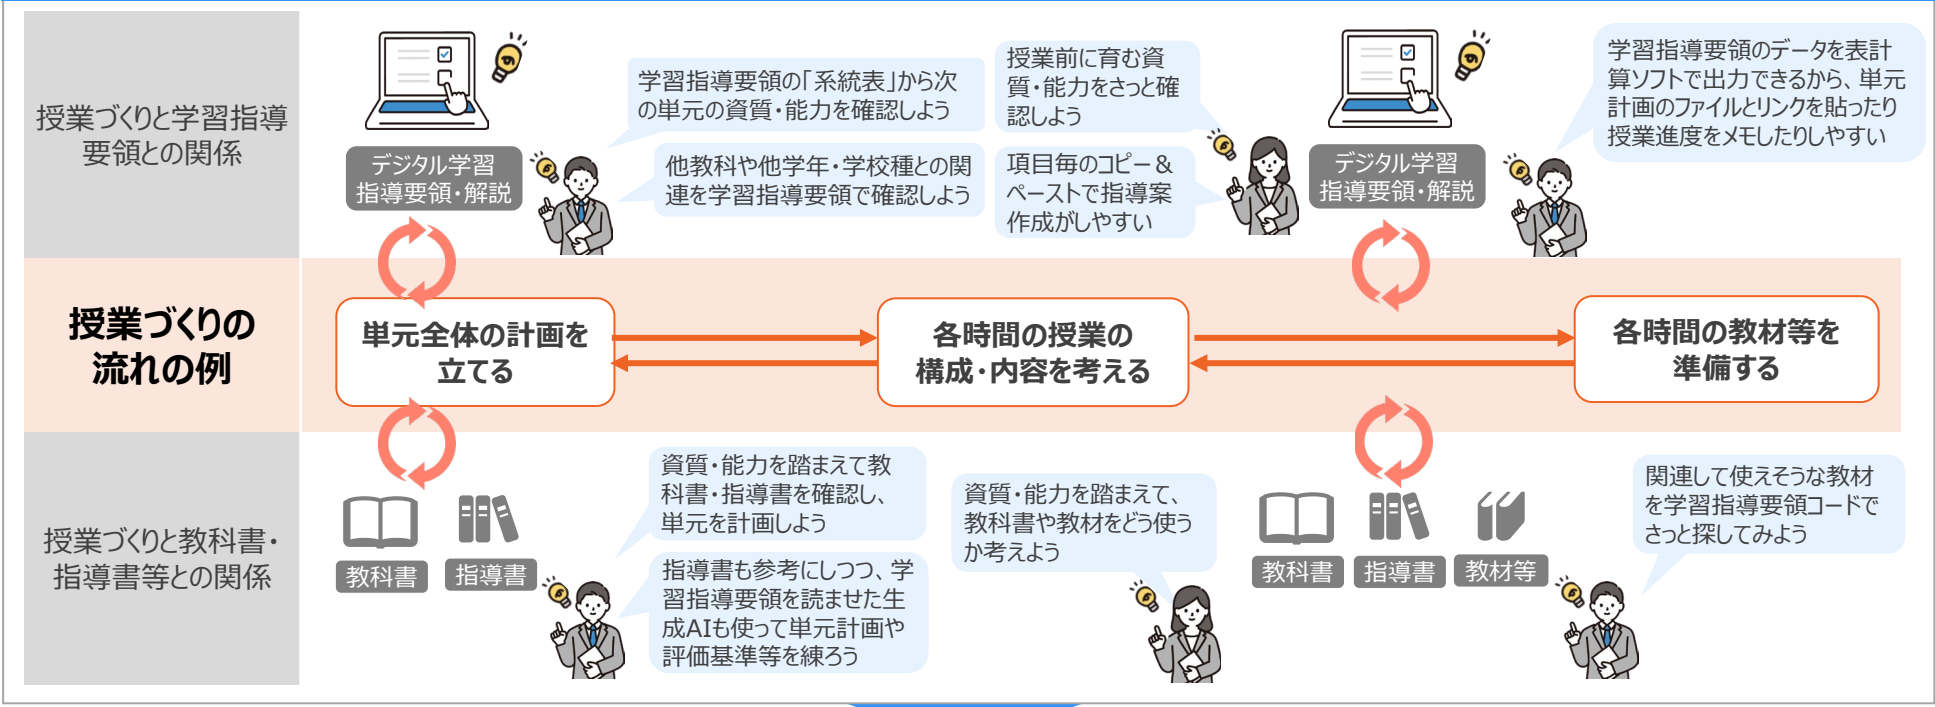 授業づくりと学習指導
要領との関係
デジタル学習
指導要領・解説
学習指導要領の「系統表」から次
の単元の資質・能力を確認しよう
他教科や他学年・学校種との関
連を学習指導要領で確認しよう
授業前に育む資
質・能力をさっと確
認しよう
項目毎のコピー＆
ペーストで指導案
作成がしやすい
デジタル学習
指導要領・解説
学習指導要領のデータを表計
算ソフトで出力できるから、単元
計画のファイルとリンクを貼ったり
授業進度をメモしたりしやすい
授業づくりの
流れの例
単元全体の計画を
立てる
各時間の授業の
構成・内容を考える
各時間の教材等を
準備する
授業づくりと教科書・
指導書等との関係
教科書
指導書
資質・能力を踏まえて教
科書・指導書を確認し、
単元を計画しよう
指導書も参考にしつつ、学
習指導要領を読ませた生
成AIも使って単元計画や
評価基準等を練ろう
資質・能力を踏まえて、
教科書や教材をどう使う
か考えよう
教科書
指導書
教材等
関連して使えそうな教材
を学習指導要領コードで
さっと探してみよう